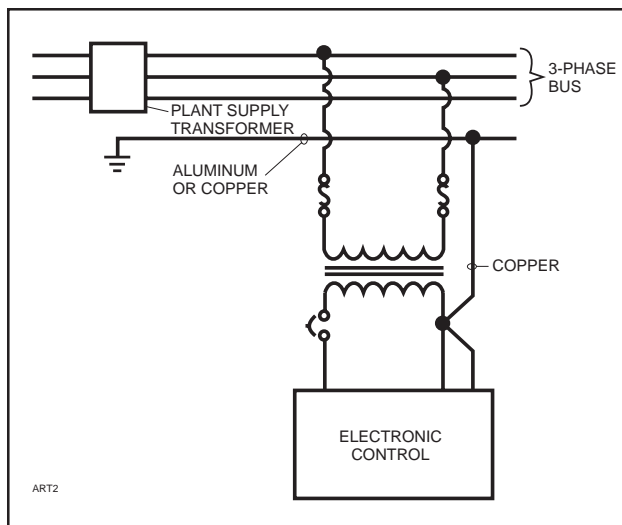 3-PHASE
BUS
PLANT SUPPLY
TRANSFORMER
ALUMINUM
OR COPPER
COPPER
ELECTRONIC
CONTROL
ART2